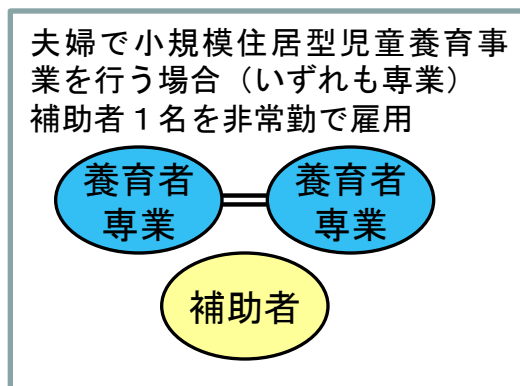 夫婦で小規模住居型児童養育事
業を行う場合（いずれも専業）
補助者１名を非常勤で雇用
養育者
専業
養育者
専業
補助者